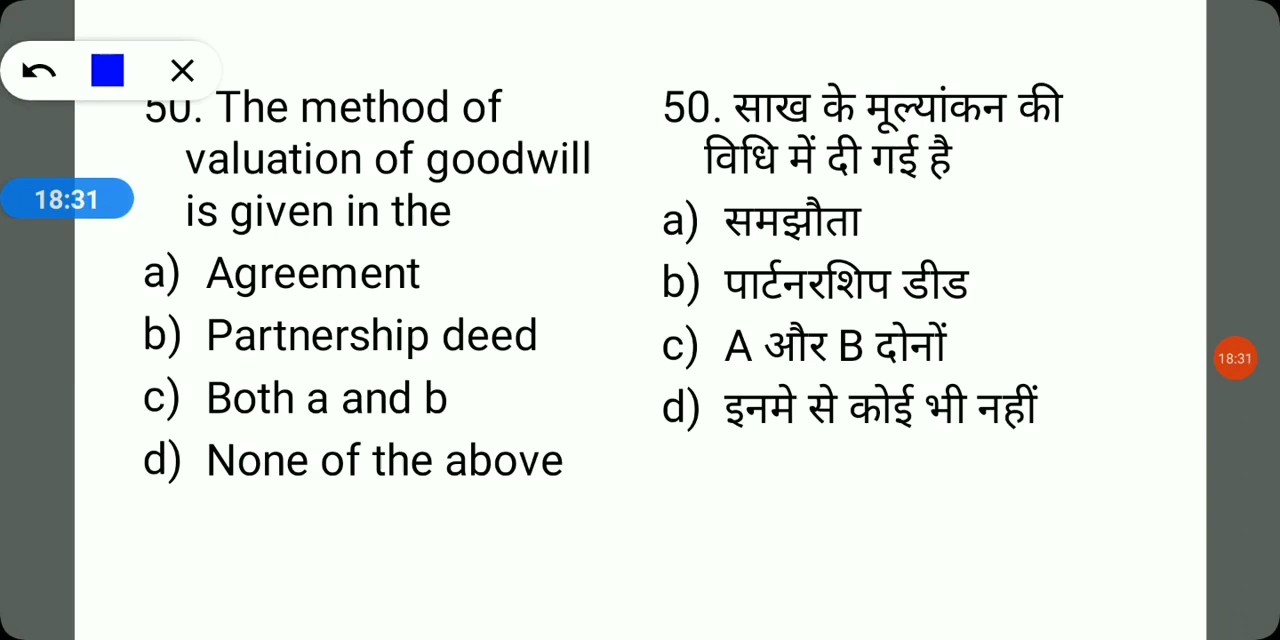 50. The method of
valuation of goodwill
is given in the
a) Agreement
b) Partnership deed
c) Both a and b
d) None of the above
50. साख के मूल्यांकन की
विधि में दी गई है
a) समझौता
b) पार्टनरशिप डीड
c) A और B दोनों
d) इनमे से कोई भी नहीं
18:31
18:31